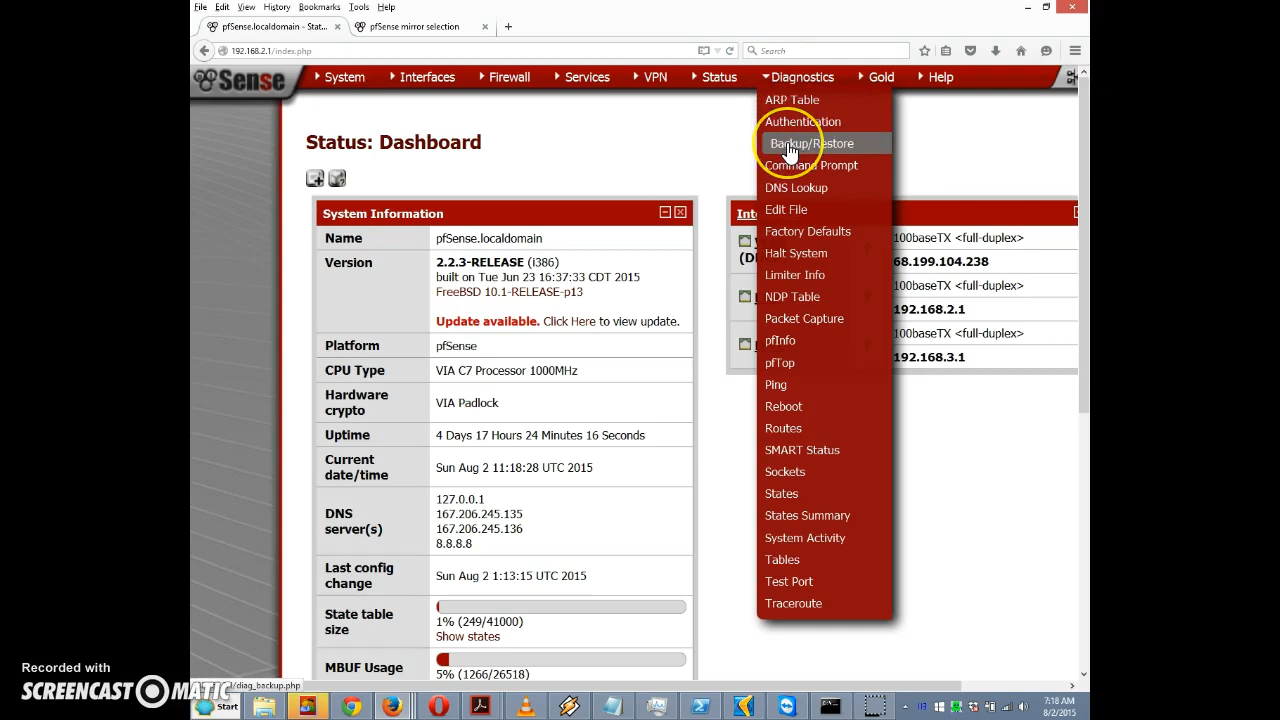 File Edit View History Bookmarks Tools Help
pfSense.localdomain - Stat... × pfSense mirror selection × +
192.168.2.1/index.php Search
Sense System Interfaces Firewall Services VPN Status Diagnostics Gold Help
ARP Table
Authentication
Backup/Restore
Command Prompt
DNS Lookup
Edit File
Factory Defaults
Halt System
Limiter Info
NDP Table
Packet Capture
pfInfo
pfTop
Ping
Reboot
Routes
SMART Status
Sockets
States
States Summary
System Activity
Tables
Test Port
Traceroute
Status: Dashboard
System Information
Name pfSense.localdomain
Version 2.2.3-RELEASE (i386)
built on Tue Jun 23 16:37:33 CDT 2015
FreeBSD 10.1-RELEASE-p13
Update available. Click Here to view update.
Platform pfSense
CPU Type VIA C7 Processor 1000MHz
Hardware crypto VIA Padlock
Uptime 4 Days 17 Hours 24 Minutes 16 Seconds
Current date/time Sun Aug 2 11:18:28 UTC 2015
DNS server(s) 127.0.0.1
167.206.245.135
167.206.245.136
8.8.8.8
Last config change Sun Aug 2 1:13:15 UTC 2015
State table size 1% (249/41000)
Show states
MBUF Usage 5% (1266/26518)
Int
(D
100baseTX <full-duplex>
68.199.104.238
100baseTX <full-duplex>
192.168.2.1
100baseTX <full-duplex>
192.168.3.1
/diag_backup.php
Start
7:18 AM
8/2/2015
Recorded with
SCREENCAST MATIC